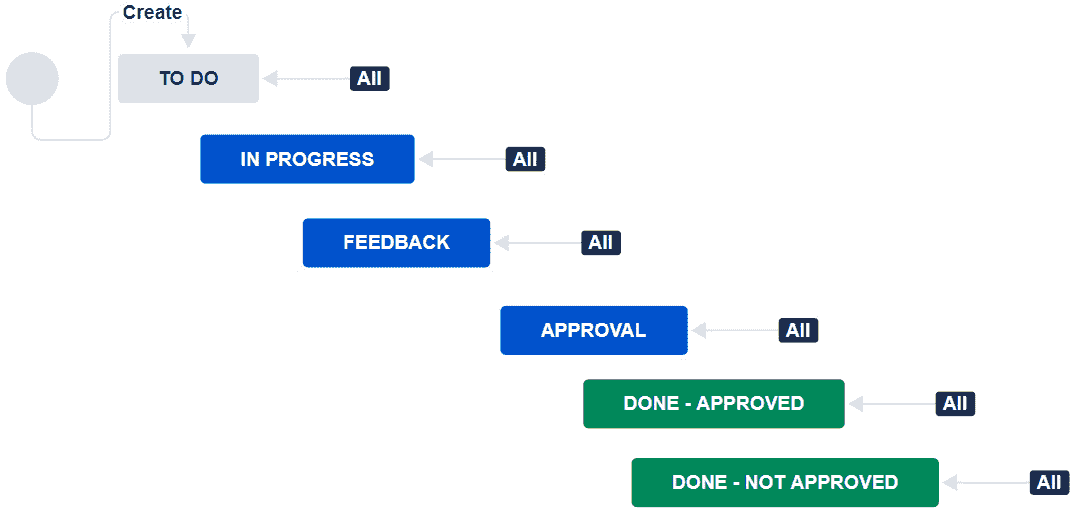 Create
TO DO
All
IN PROGRESS
All
FEEDBACK
All
APPROVAL
All
DONE - APPROVED
All
DONE - NOT APPROVED
All